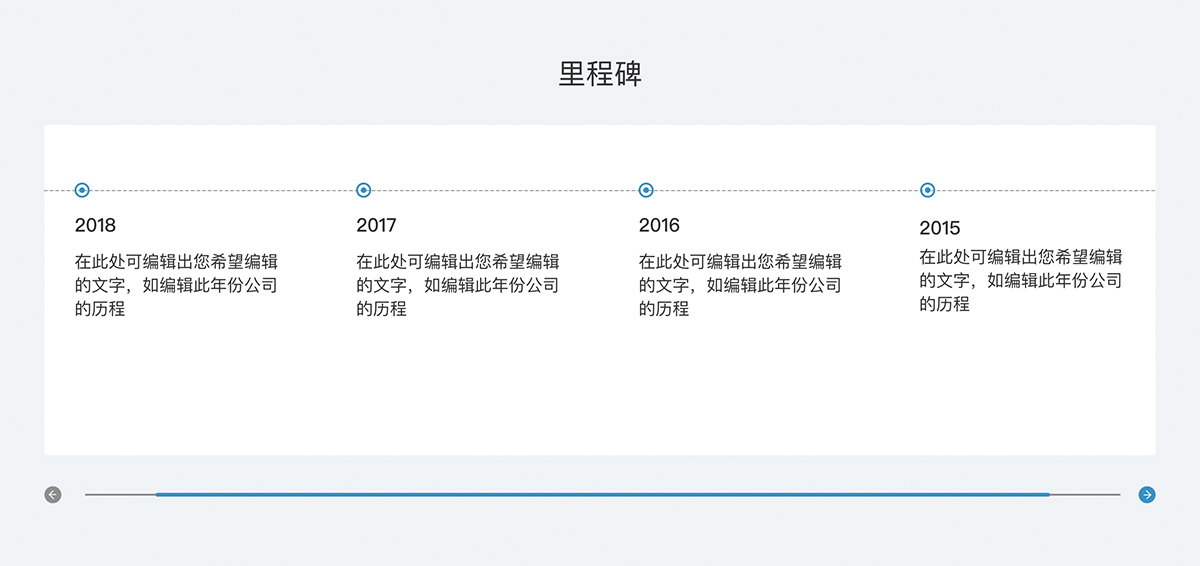 里程碑
2018
在此处可编辑出您希望编辑
的文字，如编辑此年份公司
的历程
2017
在此处可编辑出您希望编辑
的文字，如编辑此年份公司
的历程
2016
在此处可编辑出您希望编辑
的文字，如编辑此年份公司
的历程
2015
在此处可编辑出您希望编辑
的文字，如编辑此年份公司
的历程